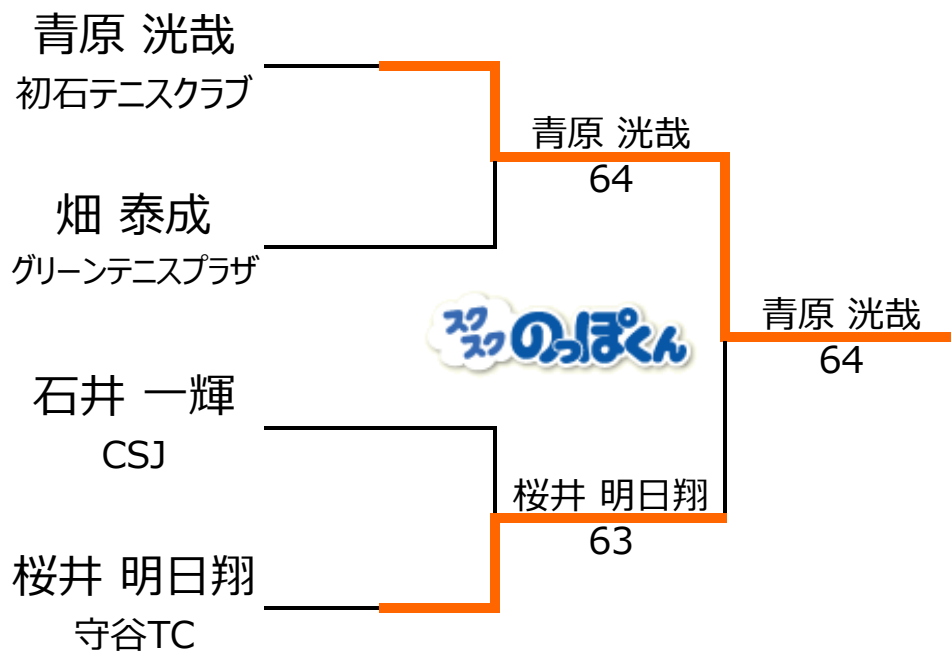 青原 洸哉
初石テニスクラブ
青原 洸哉
64
畑 泰成
グリーンテニスプラザ
スク
スク
のっぽくん
青原 洸哉
64
石井 一輝
CSJ
桜井 明日翔
63
桜井 明日翔
守谷TC